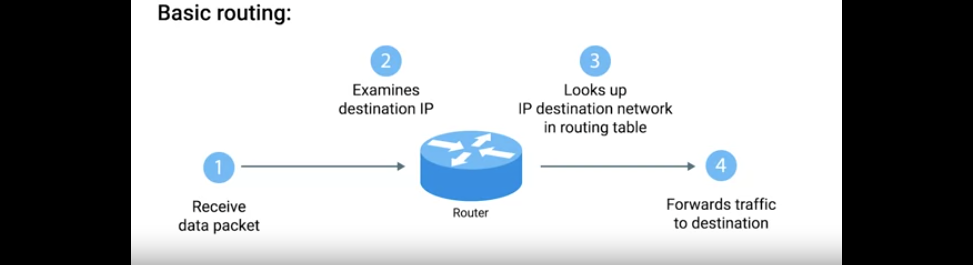 Basic routing:
1
Receive
data packet
2
Examines
destination IP
Router
3
Looks up
IP destination network
in routing table
4
Forwards traffic
to destination